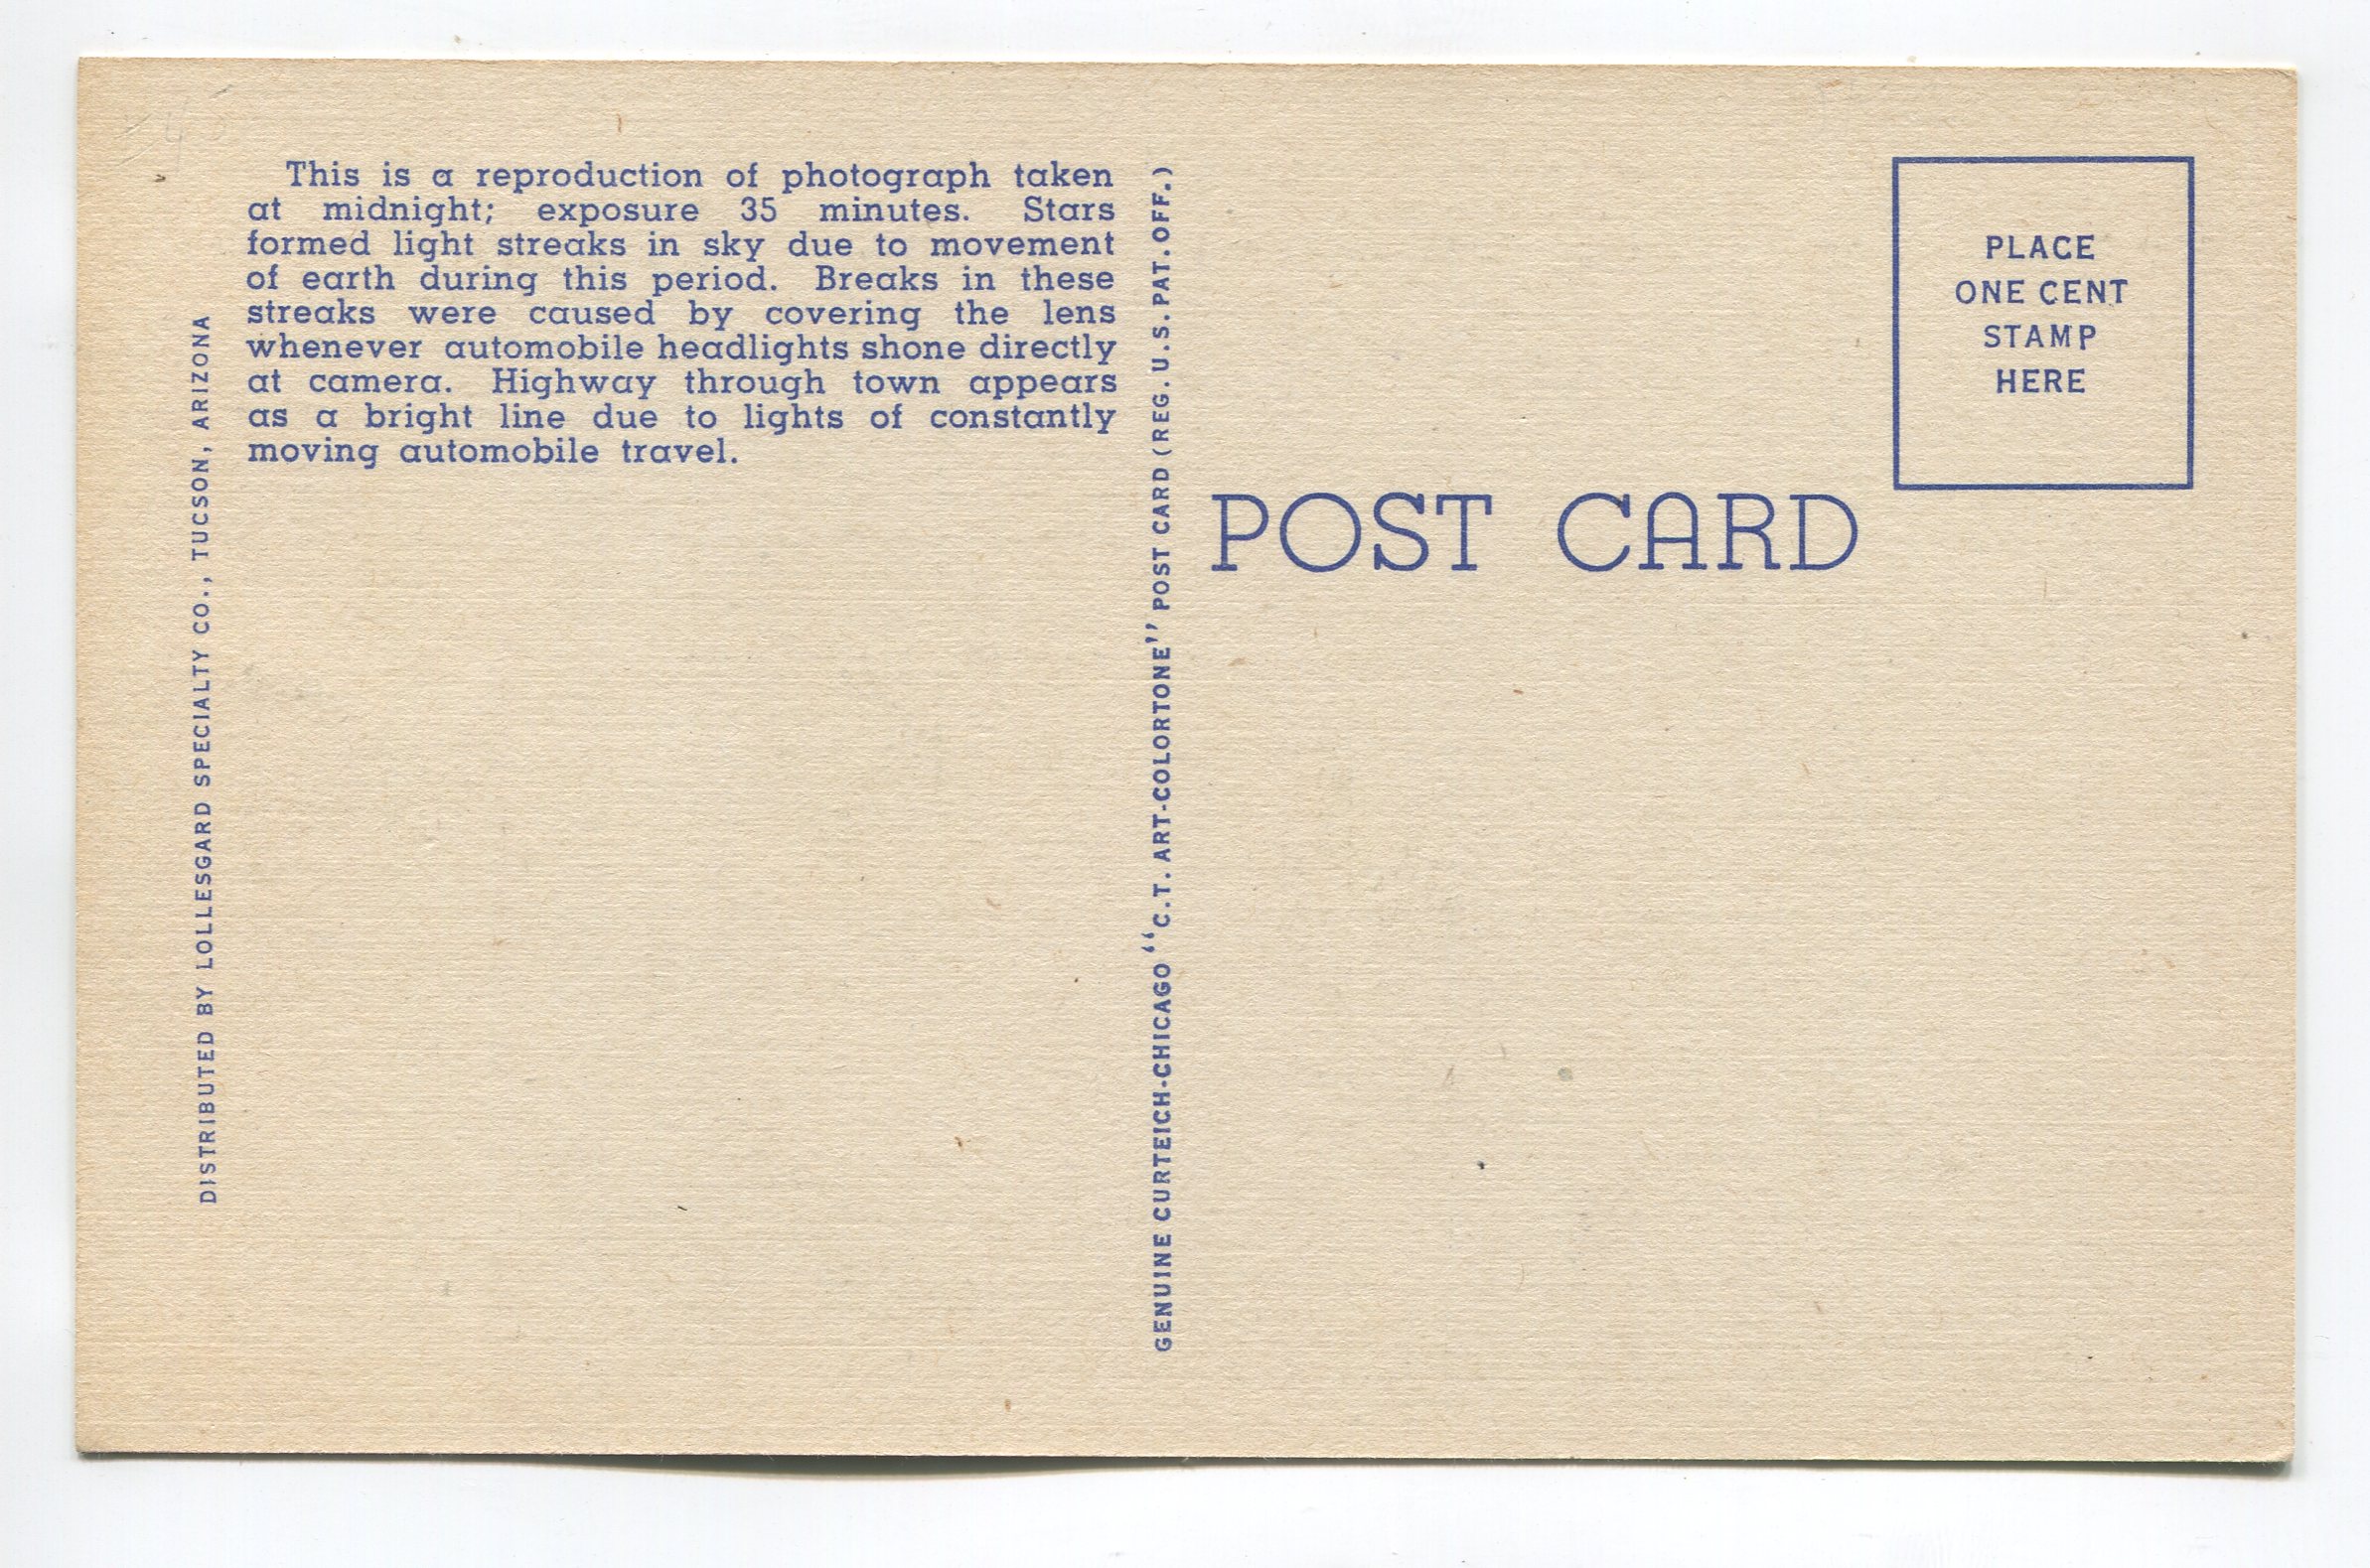 This is a reproduction of photograph taken
at midnight; exposure 35 minutes. Stars
formed light streaks in sky due to movement
of earth during this period. Breaks in these
streaks were caused by covering the lens
whenever automobile headlights shone directly
at camera. Highway through town appears
as a bright line due to lights of constantly
moving automobile travel.
DISTRIBUTED BY LOLLESGARD SPECIALTY CO., TUCSON, ARIZONA
GENUINE CURTEICH-CHICAGO "C.T. ART-COLORTONE" POST CARD (REG. U.S. PAT. OFF.)
POST CARD
PLACE
ONE CENT
STAMP
HERE